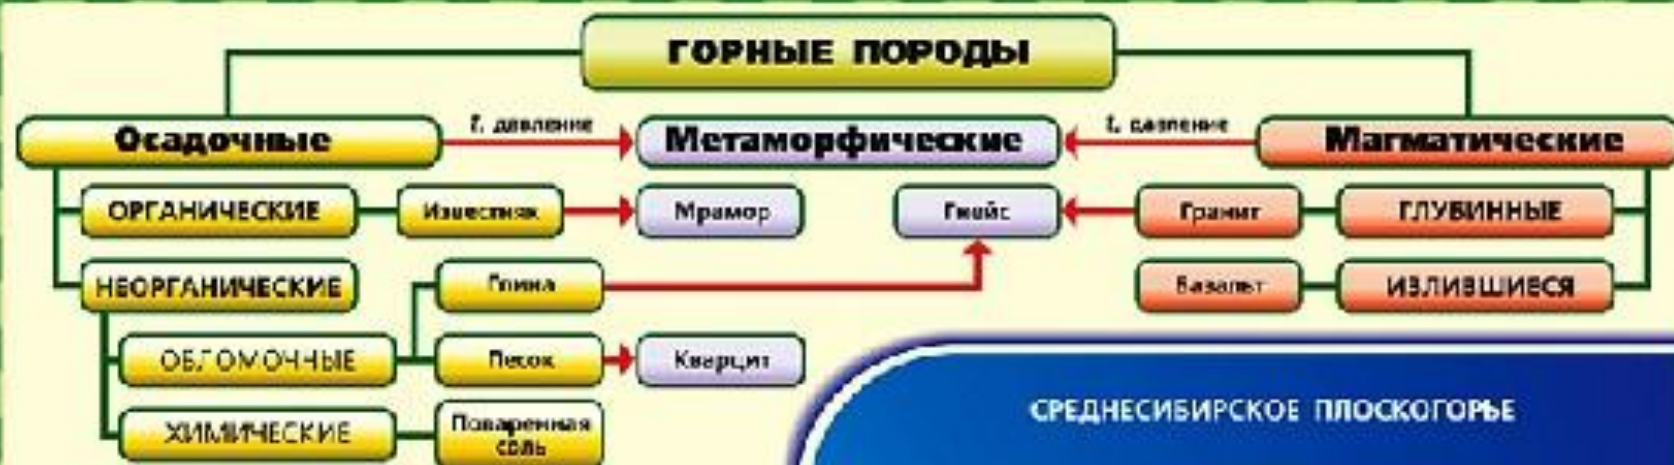 ГОРНЫЕ ПОРОДЫ
Осадочные
t, давление
Метаморфические
t, давление
Магматические
ОРГАНИЧЕСКИЕ
Известняк
Мрамор
Гнейс
Гранит
ГЛУБИННЫЕ
НЕОРГАНИЧЕСКИЕ
Глина
Базальт
ИЗЛИВШИЕСЯ
ОБЛОМОЧНЫЕ
Песок
Кварцит
ХИМИЧЕСКИЕ
Поваренная
соль
СРЕДНЕСИБИРСКОЕ ПЛОСКОГОРЬЕ